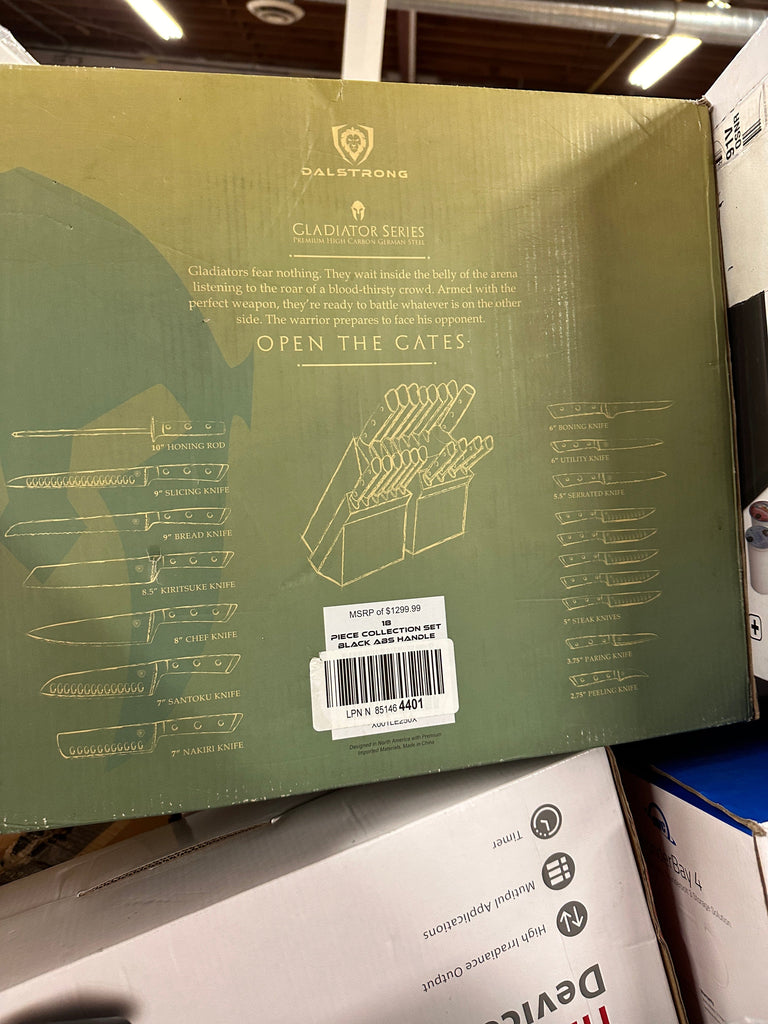 DALSTRONG
GLADIATOR SERIES
PREMIUM HIGH CARBON GERMAN STEEL
Gladiators fear nothing. They wait inside the belly of the arena
listening to the roar of a blood-thirsty crowd. Armed with the
perfect weapon, they're ready to battle whatever is on the other
side. The warrior prepares to face his opponent.
OPEN THE GATES
10" HONING ROD
9" SLICING KNIFE
9" BREAD KNIFE
8.5" KIRITSUKE KNIFE
8" CHEF KNIFE
7" SANTOKU KNIFE
7" NAKIRI KNIFE
6" BONING KNIFE
6" UTILITY KNIFE
5.5" SERRATED KNIFE
5" STEAK KNIVES
3.75" PARING KNIFE
2.75" PEELING KNIFE
MSRP of $1299.99
18
PIECE COLLECTION SET
BLACK ABS HANDLE
LPN N 85146 4401
Designed in North America with Premium
Imported Materials. Made in China
91V
Timer
Mutipul Applications
High Irradiance Output
Device
Bay 4